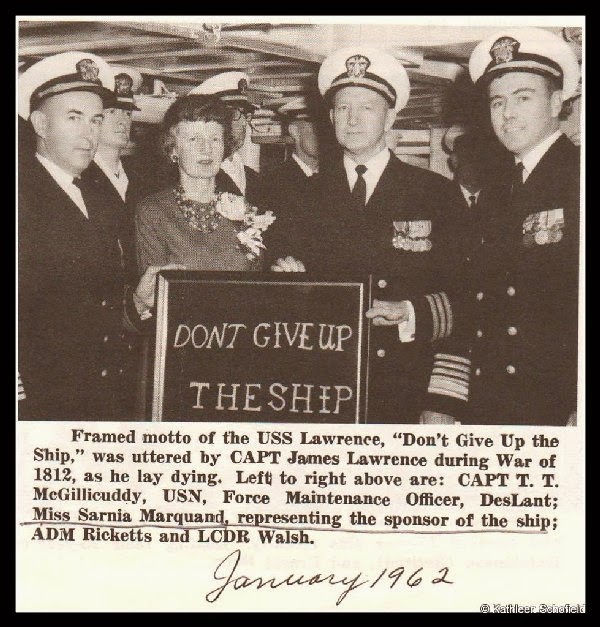 DONT GIVE UP
THE SHIP
Framed motto of the USS Lawrence, “Don’t Give Up the
Ship,” was uttered by CAPT James Lawrence during War of
1812, as he lay dying. Left to right above are: CAPT T. T.
McGillicuddy, USN, Force Maintenance Officer, DesLant;
Miss Sarnia Marquand, representing the sponsor of the ship;
ADM Ricketts and LCDR Walsh.
January 1962
© Kathleen Schofield